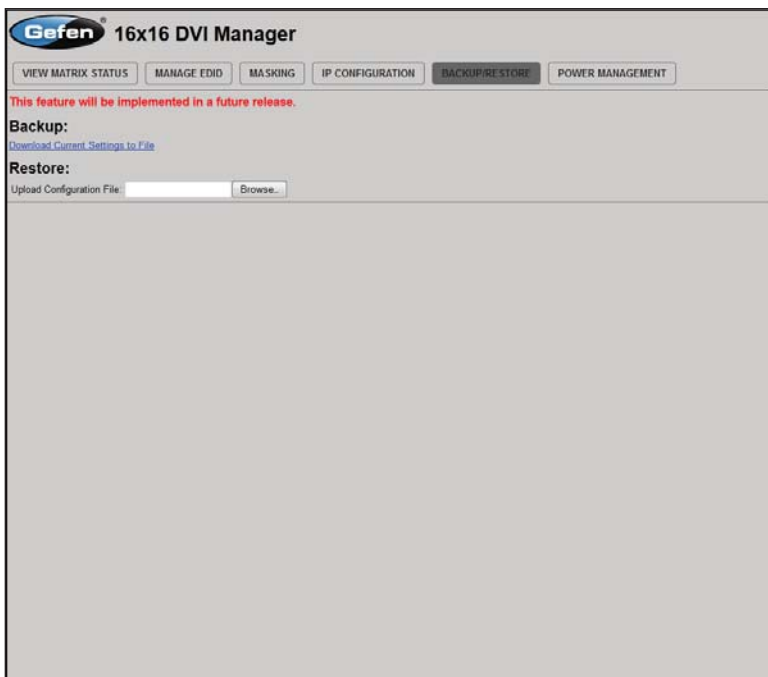 Gefen® 16x16 DVI Manager
VIEW MATRIX STATUS MANAGE EDID MASKING IP CONFIGURATION BACKUP/RESTORE POWER MANAGEMENT
This feature will be implemented in a future release.
Backup:
Download Current Settings to File
Restore:
Upload Configuration File: Browse..